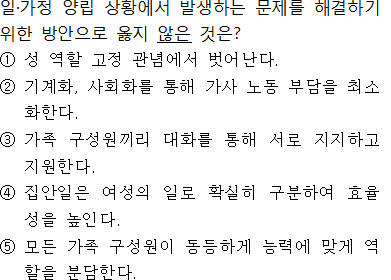 일·가정 양립 상황에서 발생하는 문제를 해결하기
위한 방안으로 옳지 않은 것은?
① 성 역할 고정 관념에서 벗어난다.
② 기계화, 사회화를 통해 가사 노동 부담을 최소
화한다.
③ 가족 구성원끼리 대화를 통해 서로 지지하고
지원한다.
④ 집안일은 여성의 일로 확실히 구분하여 효율
성을 높인다.
⑤ 모든 가족 구성원이 동등하게 능력에 맞게 역
할을 분담한다.